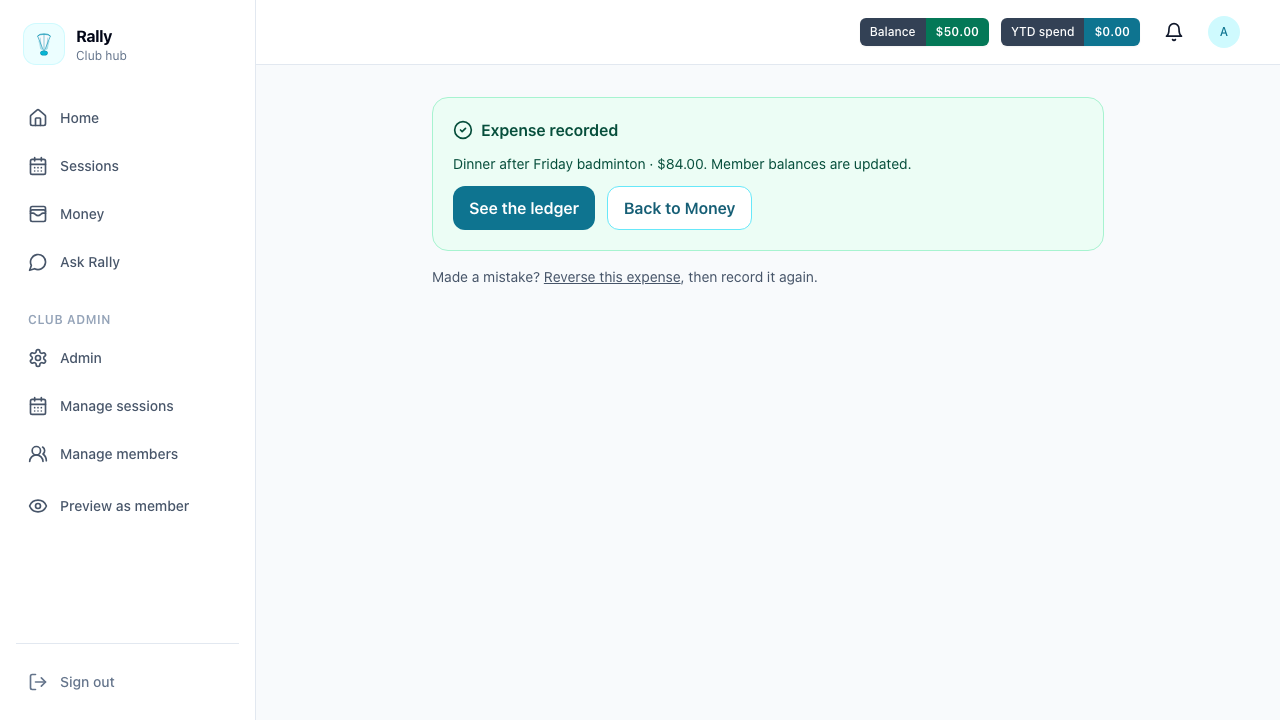 Rally
Club hub
Home
Sessions
Money
Ask Rally
CLUB ADMIN
Admin
Manage sessions
Manage members
Preview as member
Sign out
Balance $50.00 YTD spend $0.00 A
Expense recorded
Dinner after Friday badminton · $84.00. Member balances are updated.
See the ledger Back to Money
Made a mistake? Reverse this expense, then record it again.